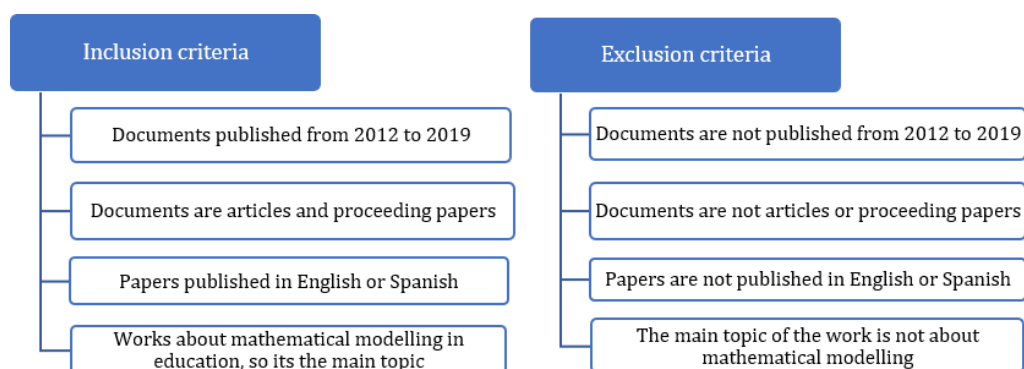 Inclusion criteria
Documents published from 2012 to 2019
Documents are articles and proceeding papers
Papers published in English or Spanish
Works about mathematical modelling in
education, so its the main topic
Exclusion criteria
Documents are not published from 2012 to 2019
Documents are not articles or proceeding papers
Papers are not published in English or Spanish
The main topic of the work is not about
mathematical modelling